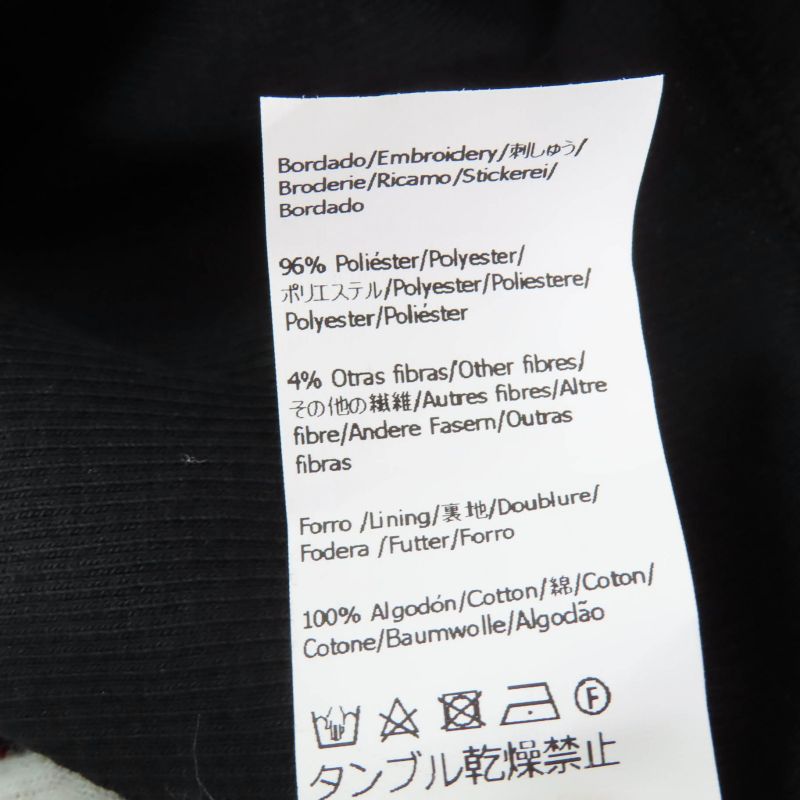 Bordado/Embroidery/刺しゅう/
Broderie/Ricamo/Stickerei/
Bordado
96% Poliéster/Polyester/
ポリエステル/Polyester/Poliestere/
Polyester/Poliéster
4% Otras fibras/Other fibres/
その他の繊維/Autres fibres/Altre
fibre/Andere Fasern/Outras
fibras
Forro /Lining/裏地/Doublure/
Fodera /Futter/Forro
100% Algodón/Cotton/綿/Coton/
Cotone/Baumwolle/Algodão
F
タンブル乾燥禁止